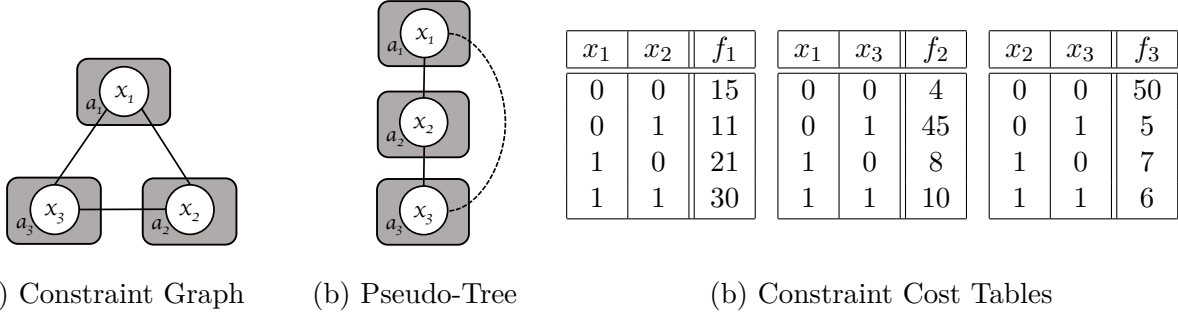 x₁
a₁
x₃
a₃
x₂
a₂
) Constraint Graph
x₁
a₁
x₂
a₂
x₃
a₃
(b) Pseudo-Tree
x₁ x₂ f₁
0 0 15
0 1 11
1 0 21
1 1 30
x₁ x₃ f₂
0 0 4
0 1 45
1 0 8
1 1 10
x₂ x₃ f₃
0 0 50
0 1 5
1 0 7
1 1 6
(b) Constraint Cost Tables